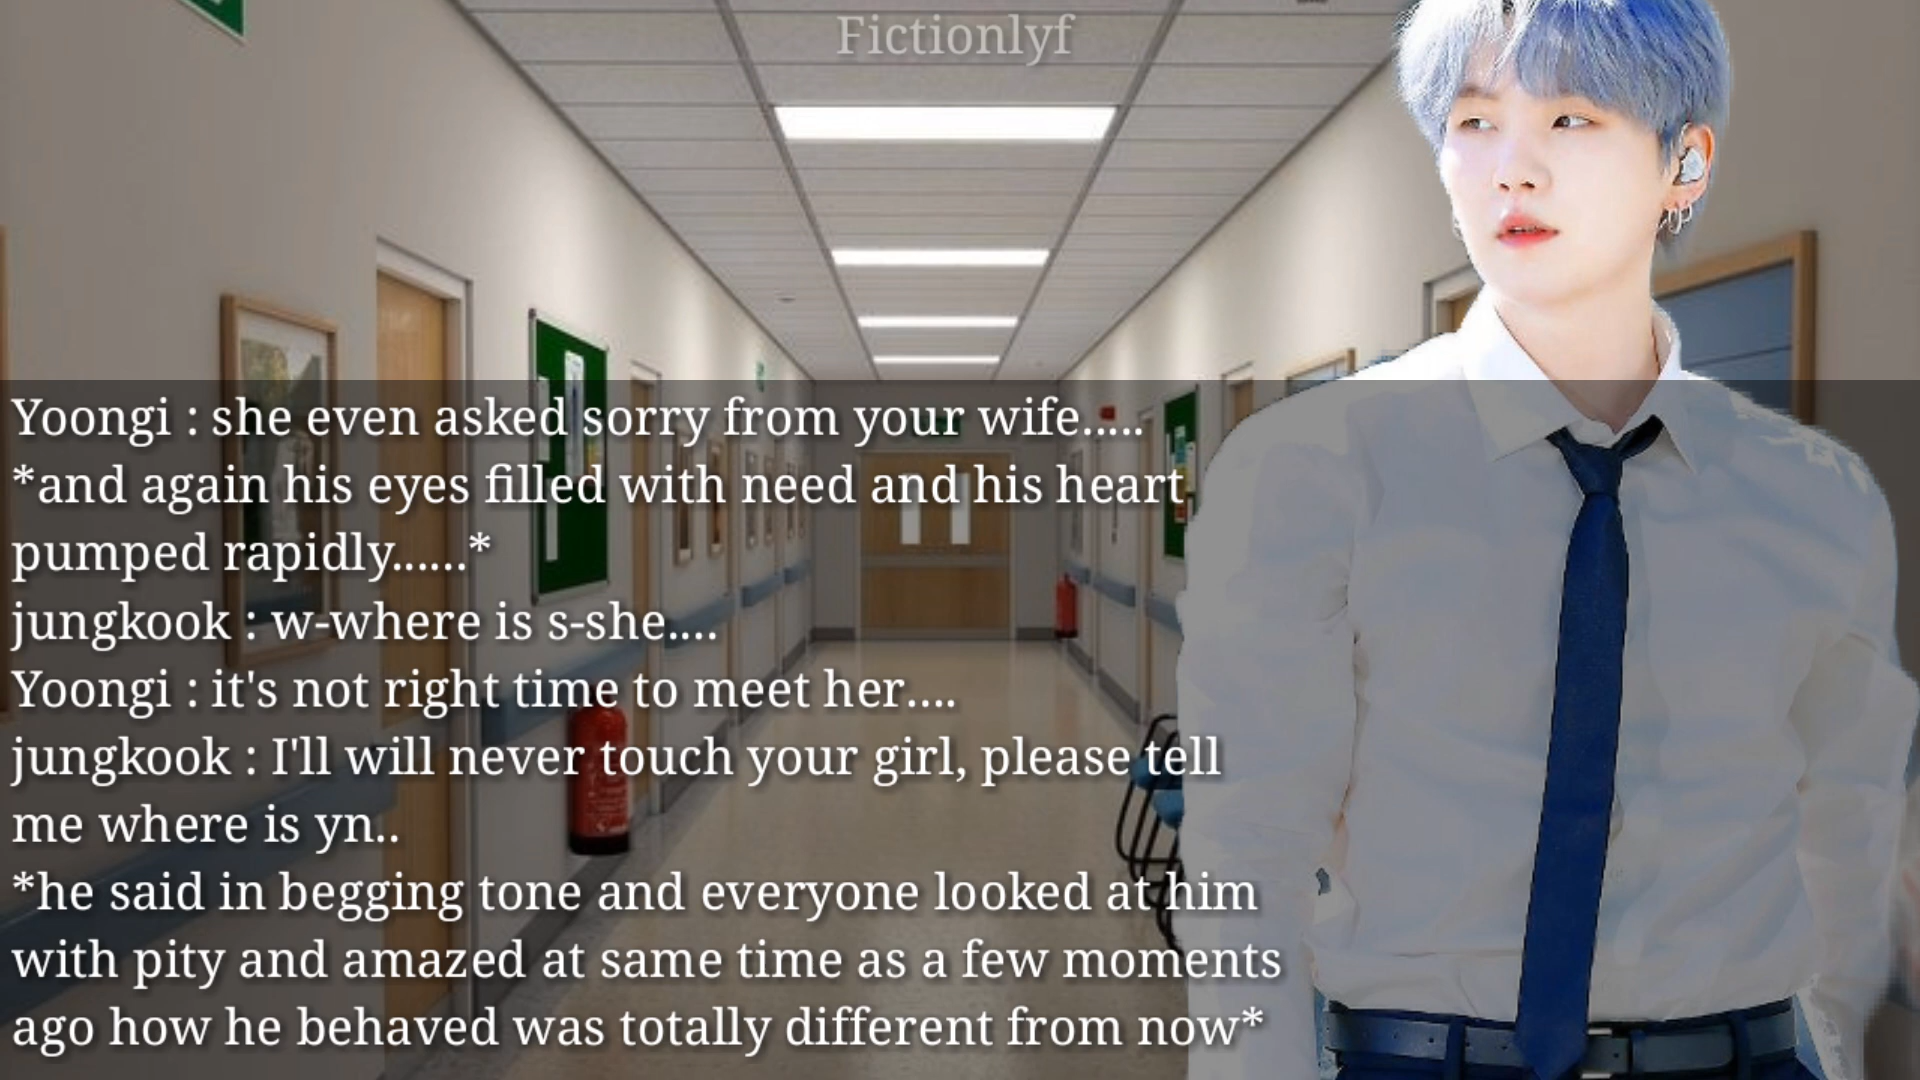 Fictionlyf
Yoongi : she even asked sorry from your wife.....
*and again his eyes filled with need and his heart
pumped rapidly......*
jungkook : w-where is s-she....
Yoongi : it's not right time to meet her....
jungkook : I'll will never touch your girl, please tell
me where is yn..
*he said in begging tone and everyone looked at him
with pity and amazed at same time as a few moments
ago how he behaved was totally different from now*